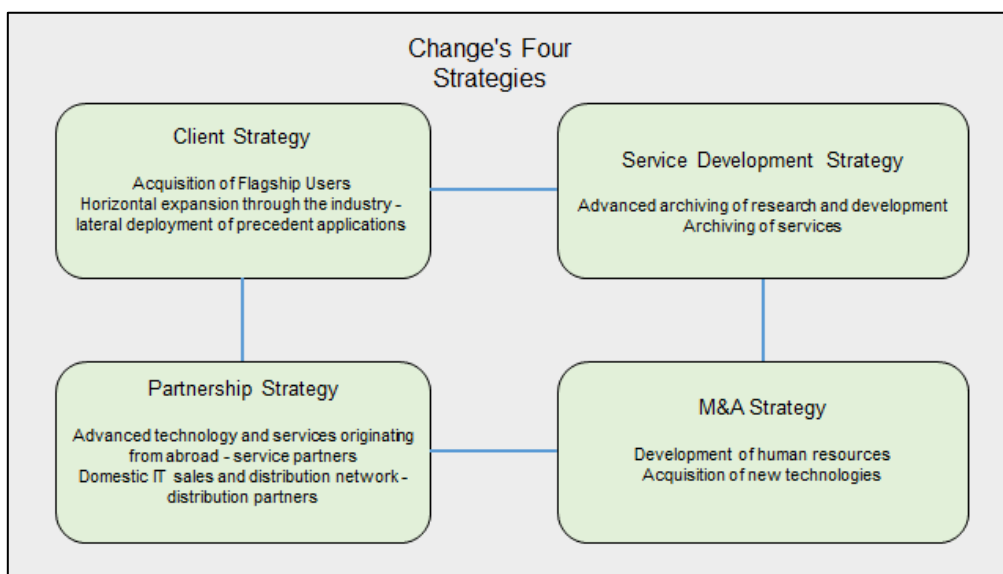 Change's Four
Strategies
Client Strategy
Acquisition of Flagship Users
Horizontal expansion through the industry -
lateral deployment of precedent applications
Service Development Strategy
Advanced archiving of research and development
Archiving of services
Partnership Strategy
Advanced technology and services originating
from abroad - service partners
Domestic IT sales and distribution network -
distribution partners
M&A Strategy
Development of human resources
Acquisition of new technologies